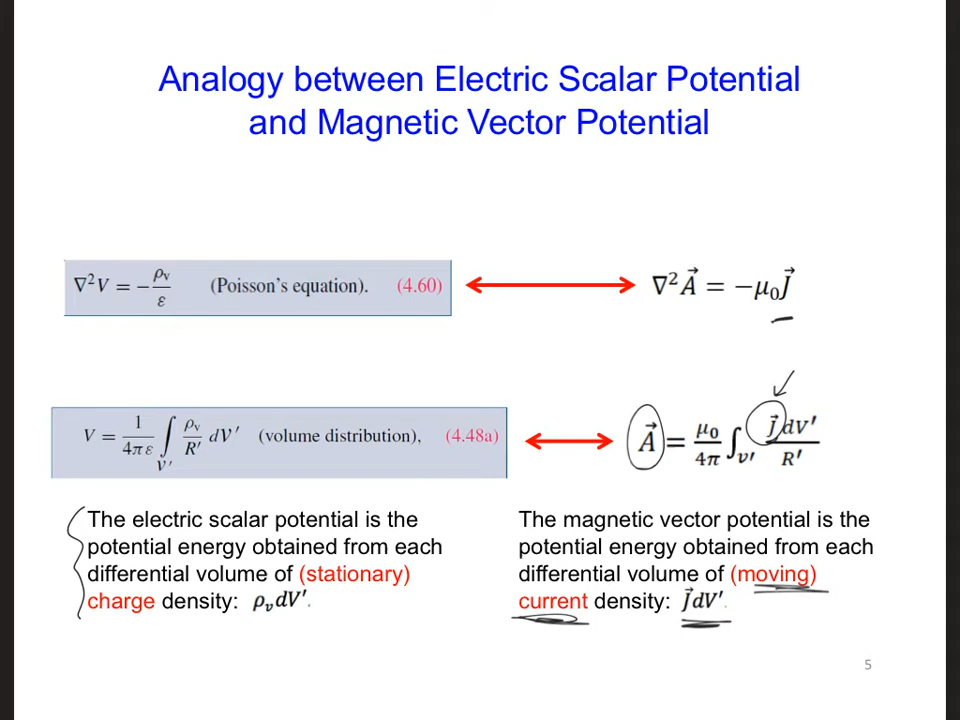 Analogy between Electric Scalar Potential
and Magnetic Vector Potential
∇²V = −ρᵥ/ε (Poisson's equation). (4.60)
∇²A⃗ = −μ₀J⃗
V = 1/4πε ∫V′ ρᵥ/R′ dV′ (volume distribution), (4.48a)
A⃗ = μ₀/4π ∫v′ J⃗dv′/R′
The electric scalar potential is the
potential energy obtained from each
differential volume of (stationary)
charge density: ρᵥdV′.
The magnetic vector potential is the
potential energy obtained from each
differential volume of (moving)
current density: J⃗dV′.
5